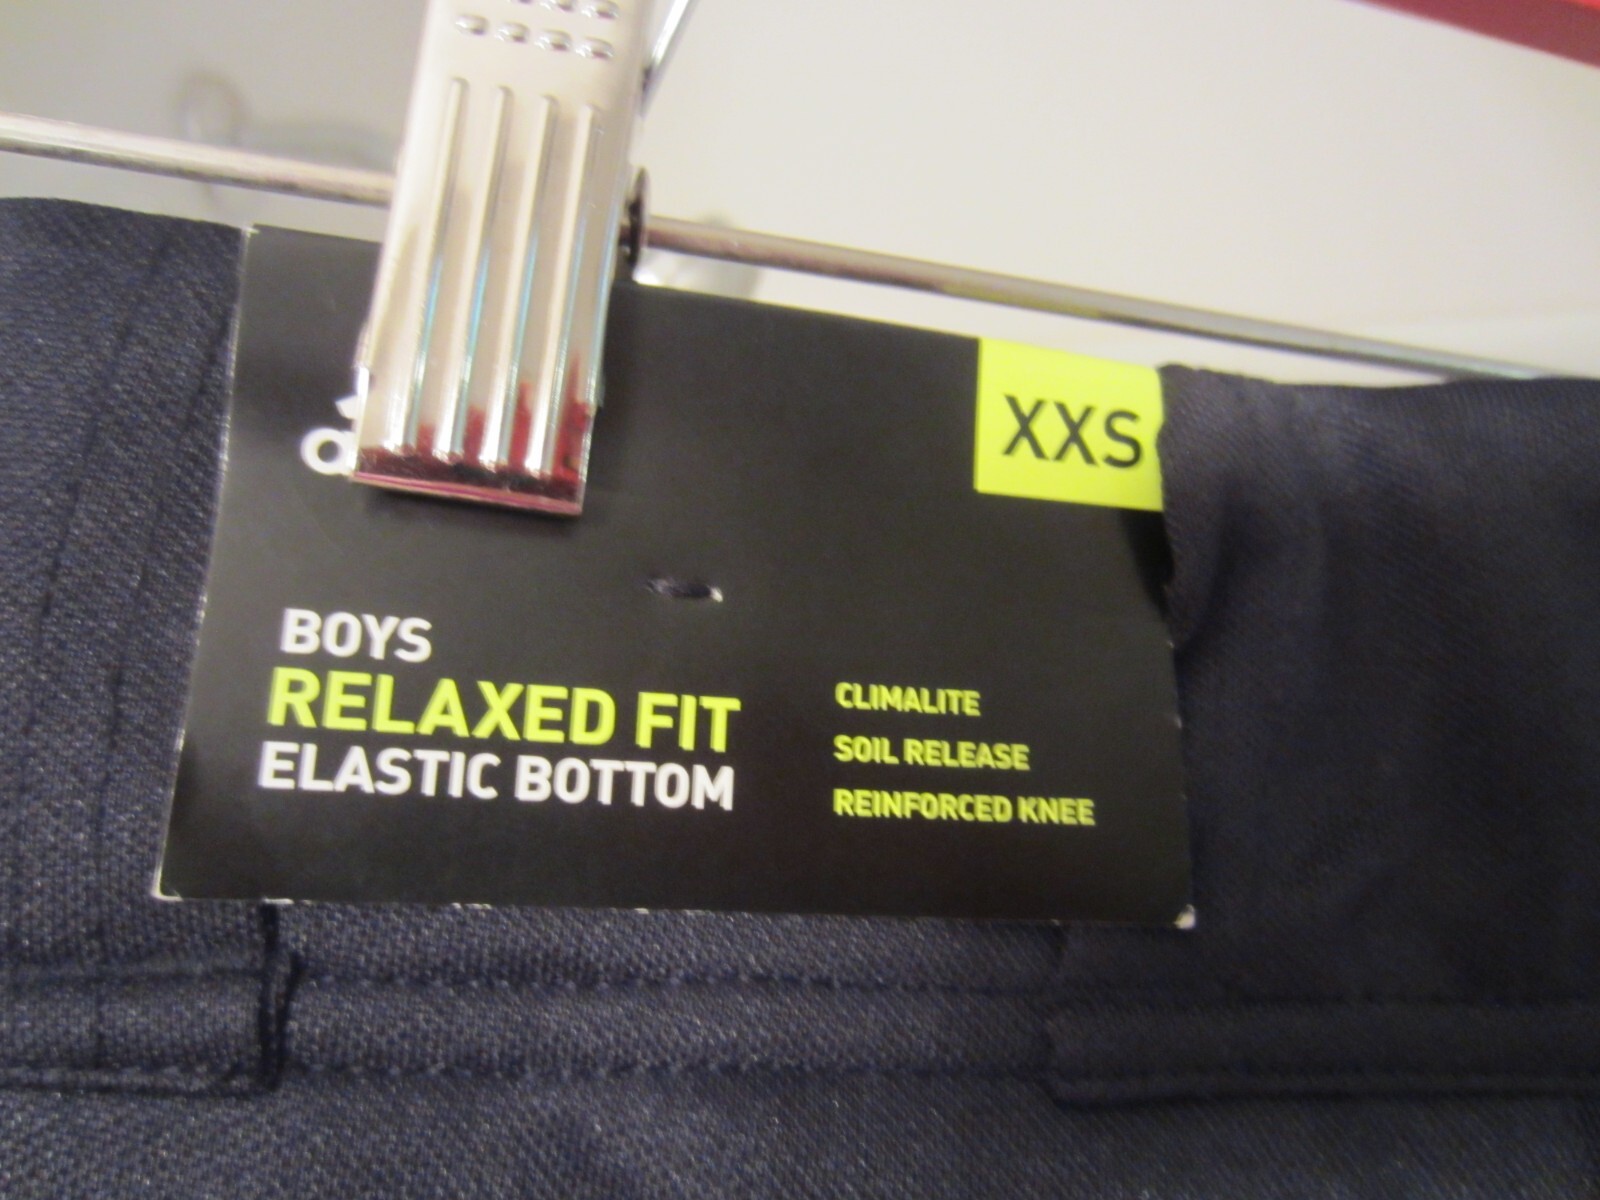 XXS
BOYS
RELAXED FIT
ELASTIC BOTTOM
CLIMALITE
SOIL RELEASE
REINFORCED KNEE